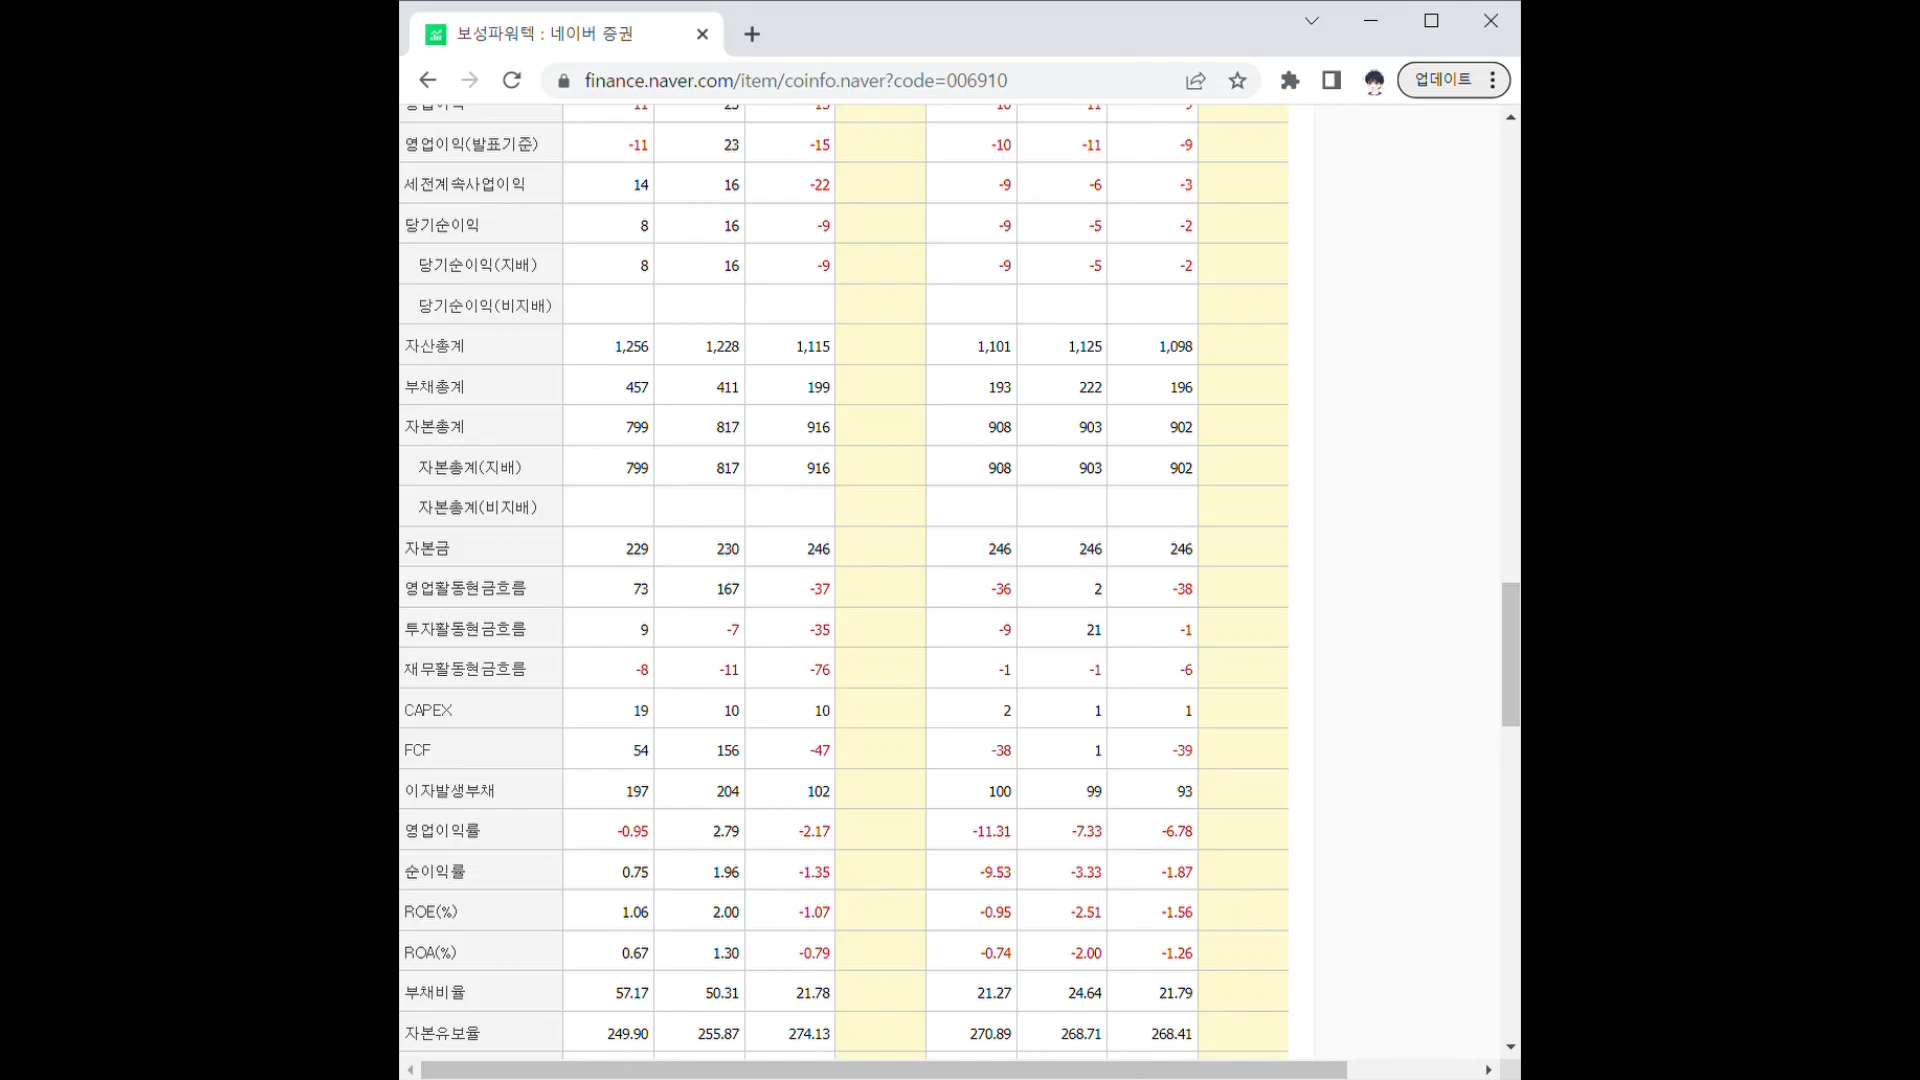 보성파워텍 : 네이버 증권
finance.naver.com/item/coinfo.naver?code=006910
업데이트
영업이익 -11 23 -15 -10 -11 -9
영업이익(발표기준) -11 23 -15 -10 -11 -9
세전계속사업이익 14 16 -22 -9 -6 -3
당기순이익 8 16 -9 -9 -5 -2
당기순이익(지배) 8 16 -9 -9 -5 -2
당기순이익(비지배)
자산총계 1,256 1,228 1,115 1,101 1,125 1,098
부채총계 457 411 199 193 222 196
자본총계 799 817 916 908 903 902
자본총계(지배) 799 817 916 908 903 902
자본총계(비지배)
자본금 229 230 246 246 246 246
영업활동현금흐름 73 167 -37 -36 2 -38
투자활동현금흐름 9 -7 -35 -9 21 -1
재무활동현금흐름 -8 -11 -76 -1 -1 -6
CAPEX 19 10 10 2 1 1
FCF 54 156 -47 -38 1 -39
이자발생부채 197 204 102 100 99 93
영업이익률 -0.95 2.79 -2.17 -11.31 -7.33 -6.78
순이익률 0.75 1.96 -1.35 -9.53 -3.33 -1.87
ROE(%) 1.06 2.00 -1.07 -0.95 -2.51 -1.56
ROA(%) 0.67 1.30 -0.79 -0.74 -2.00 -1.26
부채비율 57.17 50.31 21.78 21.27 24.64 21.79
자본유보율 249.90 255.87 274.13 270.89 268.71 268.41